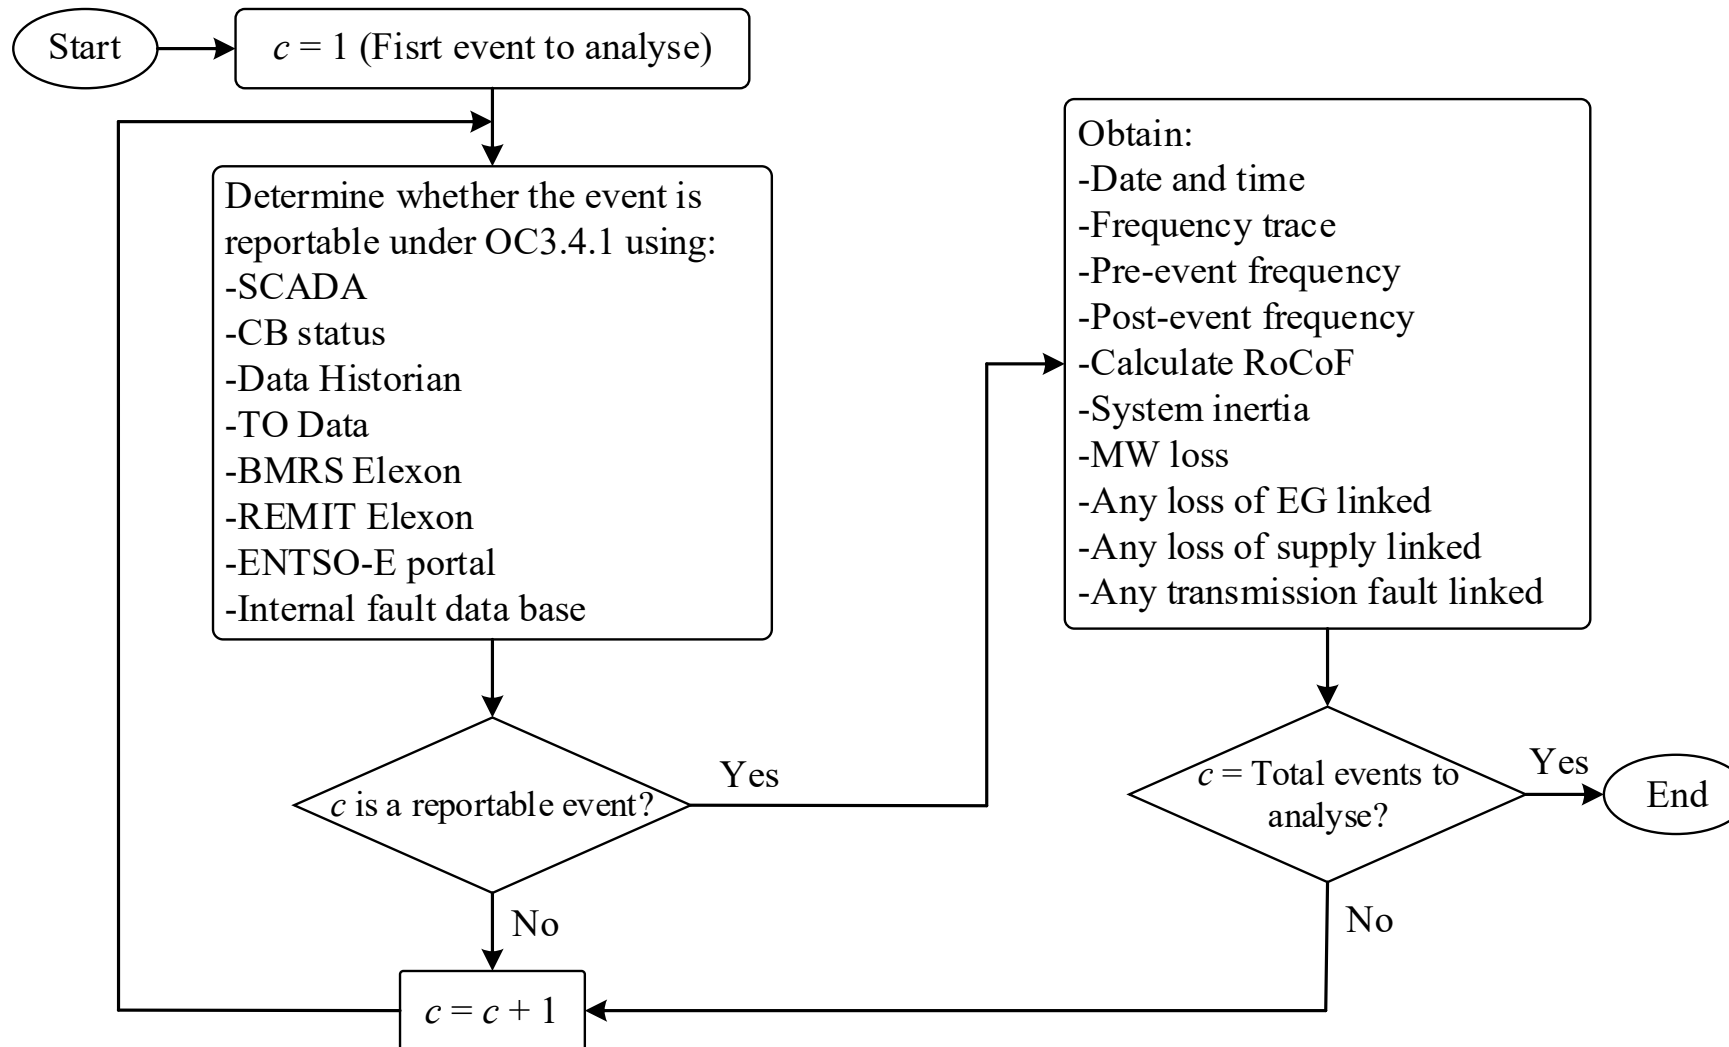 Start
c = 1 (Fisrt event to analyse)
Determine whether the event is
reportable under OC3.4.1 using:
-SCADA
-CB status
-Data Historian
-TO Data
-BMRS Elexon
-REMIT Elexon
-ENTSO-E portal
-Internal fault data base
c is a reportable event?
Yes
No
c = c + 1
Obtain:
-Date and time
-Frequency trace
-Pre-event frequency
-Post-event frequency
-Calculate RoCoF
-System inertia
-MW loss
-Any loss of EG linked
-Any loss of supply linked
-Any transmission fault linked
c = Total events to
analyse?
Yes
No
End